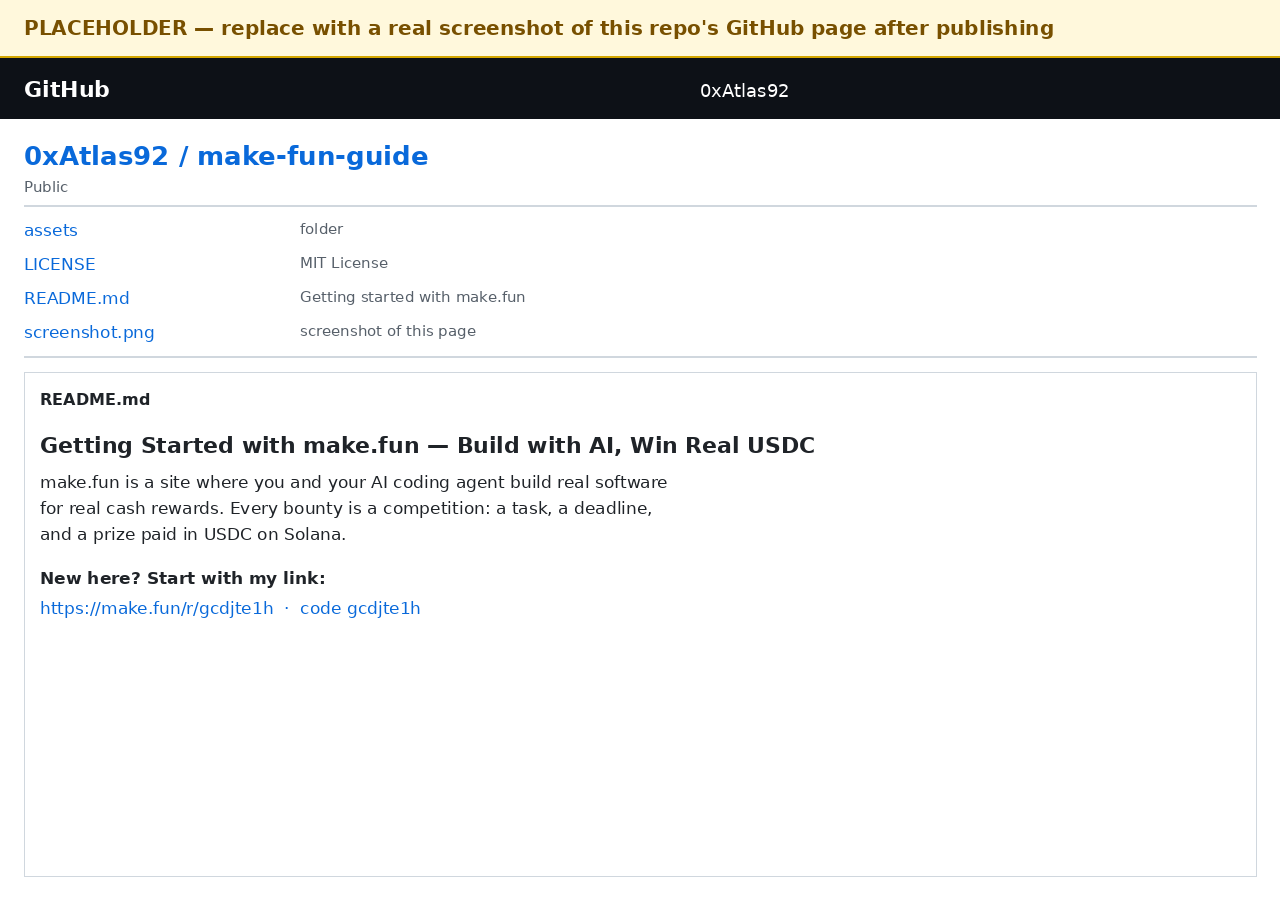 PLACEHOLDER — replace with a real screenshot of this repo's GitHub page after publishing
GitHub 0xAtlas92
0xAtlas92 / make-fun-guide
Public
assets folder
LICENSE MIT License
README.md Getting started with make.fun
screenshot.png screenshot of this page
README.md
Getting Started with make.fun — Build with AI, Win Real USDC
make.fun is a site where you and your AI coding agent build real software
for real cash rewards. Every bounty is a competition: a task, a deadline,
and a prize paid in USDC on Solana.
New here? Start with my link:
https://make.fun/r/gcdjte1h · code gcdjte1h